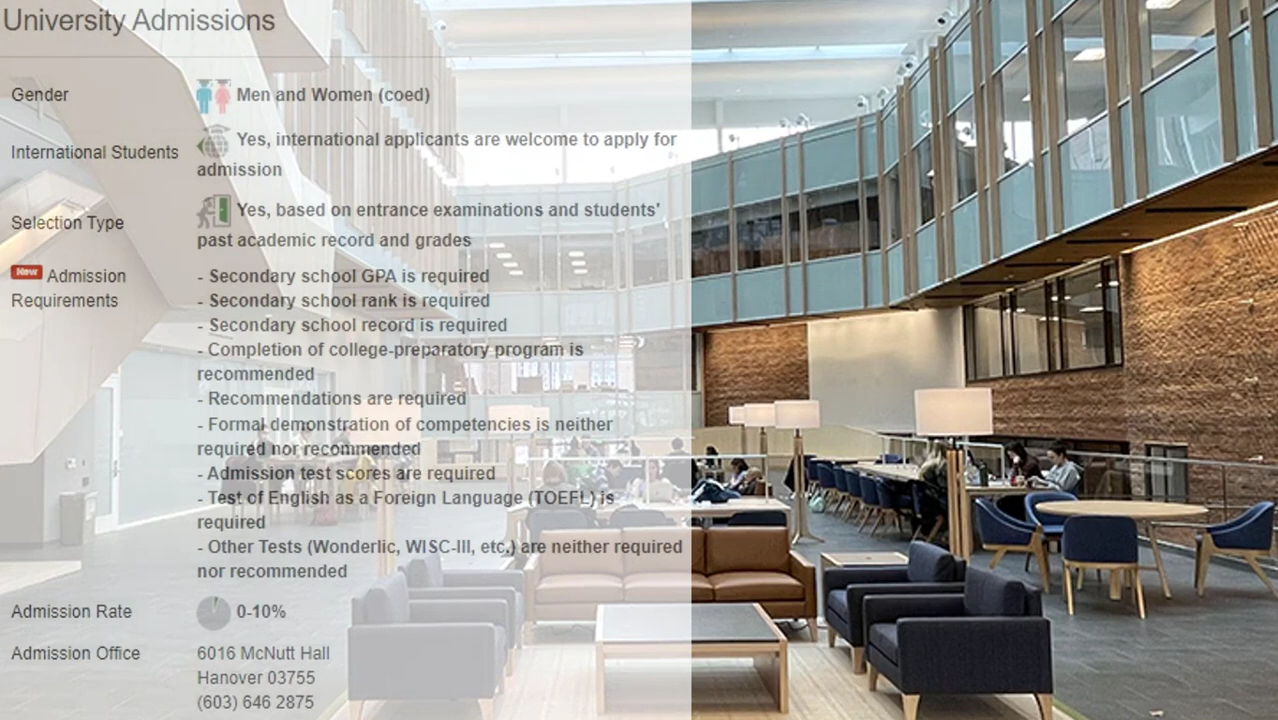 University Admissions
Gender
Men and Women (coed)
International Students
Yes, international applicants are welcome to apply for
admission
Selection Type
Yes, based on entrance examinations and students'
past academic record and grades
New Admission
Requirements
- Secondary school GPA is required
- Secondary school rank is required
- Secondary school record is required
- Completion of college-preparatory program is
recommended
- Recommendations are required
- Formal demonstration of competencies is neither
required nor recommended
- Admission test scores are required
- Test of English as a Foreign Language (TOEFL) is
required
- Other Tests (Wonderlic, WISC-III, etc.) are neither required
nor recommended
Admission Rate
0-10%
Admission Office
6016 McNutt Hall
Hanover 03755
(603) 646 2875